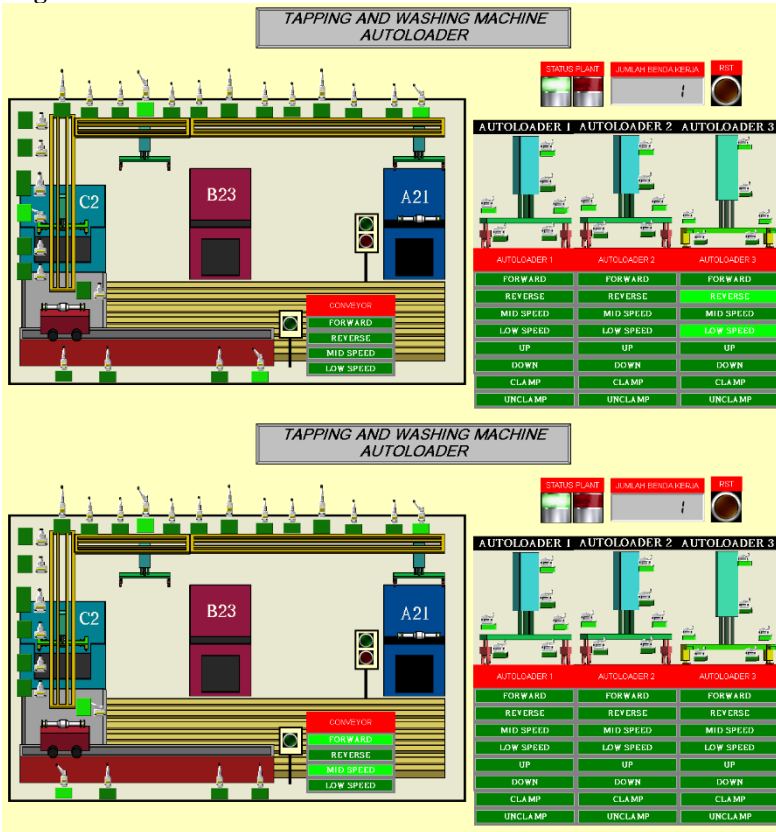 TAPPING AND WASHING MACHINE
AUTOLOADER
STATUS PLANT JUMLAH BENDA KERJA RST
1
AUTOLOADER 1 AUTOLOADER 2 AUTOLOADER 3
C2 B23 A21
AUTOLOADER 1 AUTOLOADER 2 AUTOLOADER 3
FORWARD FORWARD FORWARD
REVERSE REVERSE REVERSE
MID SPEED MID SPEED MID SPEED
LOW SPEED LOW SPEED LOW SPEED
UP UP UP
DOWN DOWN DOWN
CLAMP CLAMP CLAMP
UNCLAMP UNCLAMP UNCLAMP
CONVEYOR
FORWARD
REVERSE
MID SPEED
LOW SPEED
TAPPING AND WASHING MACHINE
AUTOLOADER
STATUS PLANT JUMLAH BENDA KERJA RST
1
AUTOLOADER 1 AUTOLOADER 2 AUTOLOADER 3
C2 B23 A21
AUTOLOADER 1 AUTOLOADER 2 AUTOLOADER 3
FORWARD FORWARD FORWARD
REVERSE REVERSE REVERSE
MID SPEED MID SPEED MID SPEED
LOW SPEED LOW SPEED LOW SPEED
UP UP UP
DOWN DOWN DOWN
CLAMP CLAMP CLAMP
UNCLAMP UNCLAMP UNCLAMP
CONVEYOR
FORWARD
REVERSE
MID SPEED
LOW SPEED